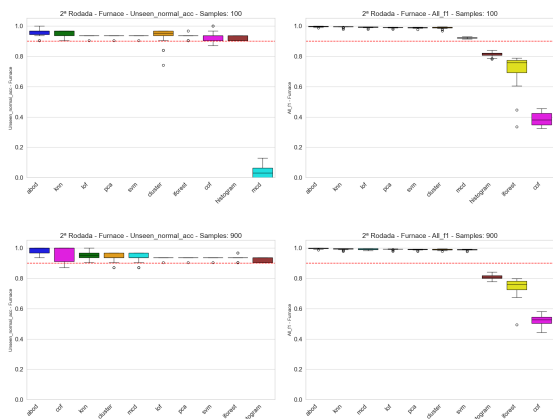 2ª Rodada - Furnace - Unseen_normal_acc - Samples: 100
Unseen_normal_acc - Furnace
1.0
0.8
0.6
0.4
0.2
0.0
abod
knn
lof
pca
svm
cluster
iforest
cof
histogram
mcd
2ª Rodada - Furnace - All_f1 - Samples: 100
All_f1 - Furnace
1.0
0.8
0.6
0.4
0.2
0.0
abod
knn
lof
pca
svm
cluster
mcd
histogram
iforest
cof
2ª Rodada - Furnace - Unseen_normal_acc - Samples: 900
Unseen_normal_acc - Furnace
1.0
0.8
0.6
0.4
0.2
0.0
abod
cof
knn
cluster
mcd
lof
pca
svm
iforest
togram
2ª Rodada - Furnace - All_f1 - Samples: 900
All_f1 - Furnace
1.0
0.8
0.6
0.4
0.2
0.0
abod
knn
mcd
lof
pca
cluster
svm
togram
iforest
cof